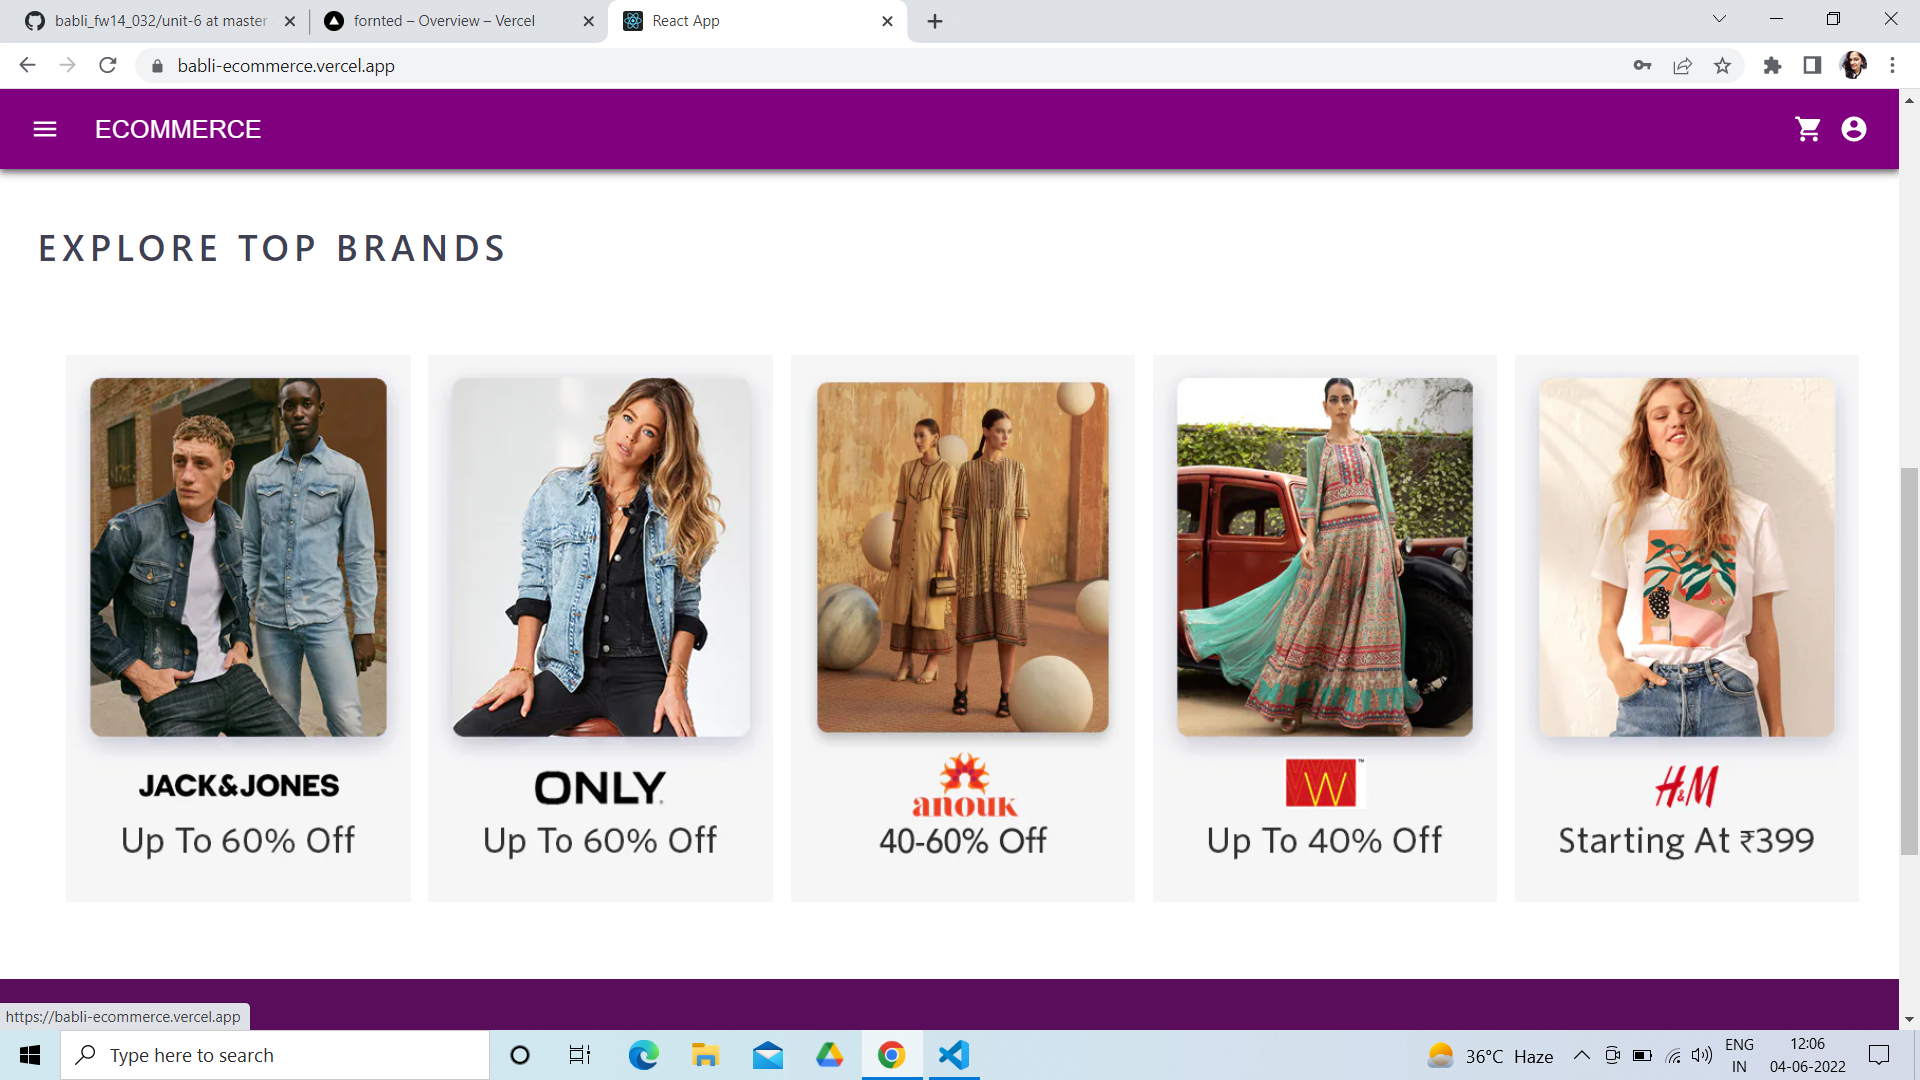 babli_fw14_032/unit-6 at master
fornted – Overview – Vercel
React App
babli-ecommerce.vercel.app
ECOMMERCE
EXPLORE TOP BRANDS
JACK&JONES
Up To 60% Off
ONLY
Up To 60% Off
anouk
40-60% Off
W™
Up To 40% Off
H&M
Starting At ₹399
https://babli-ecommerce.vercel.app
Type here to search
36°C Haze
ENG
IN
12:06
04-06-2022